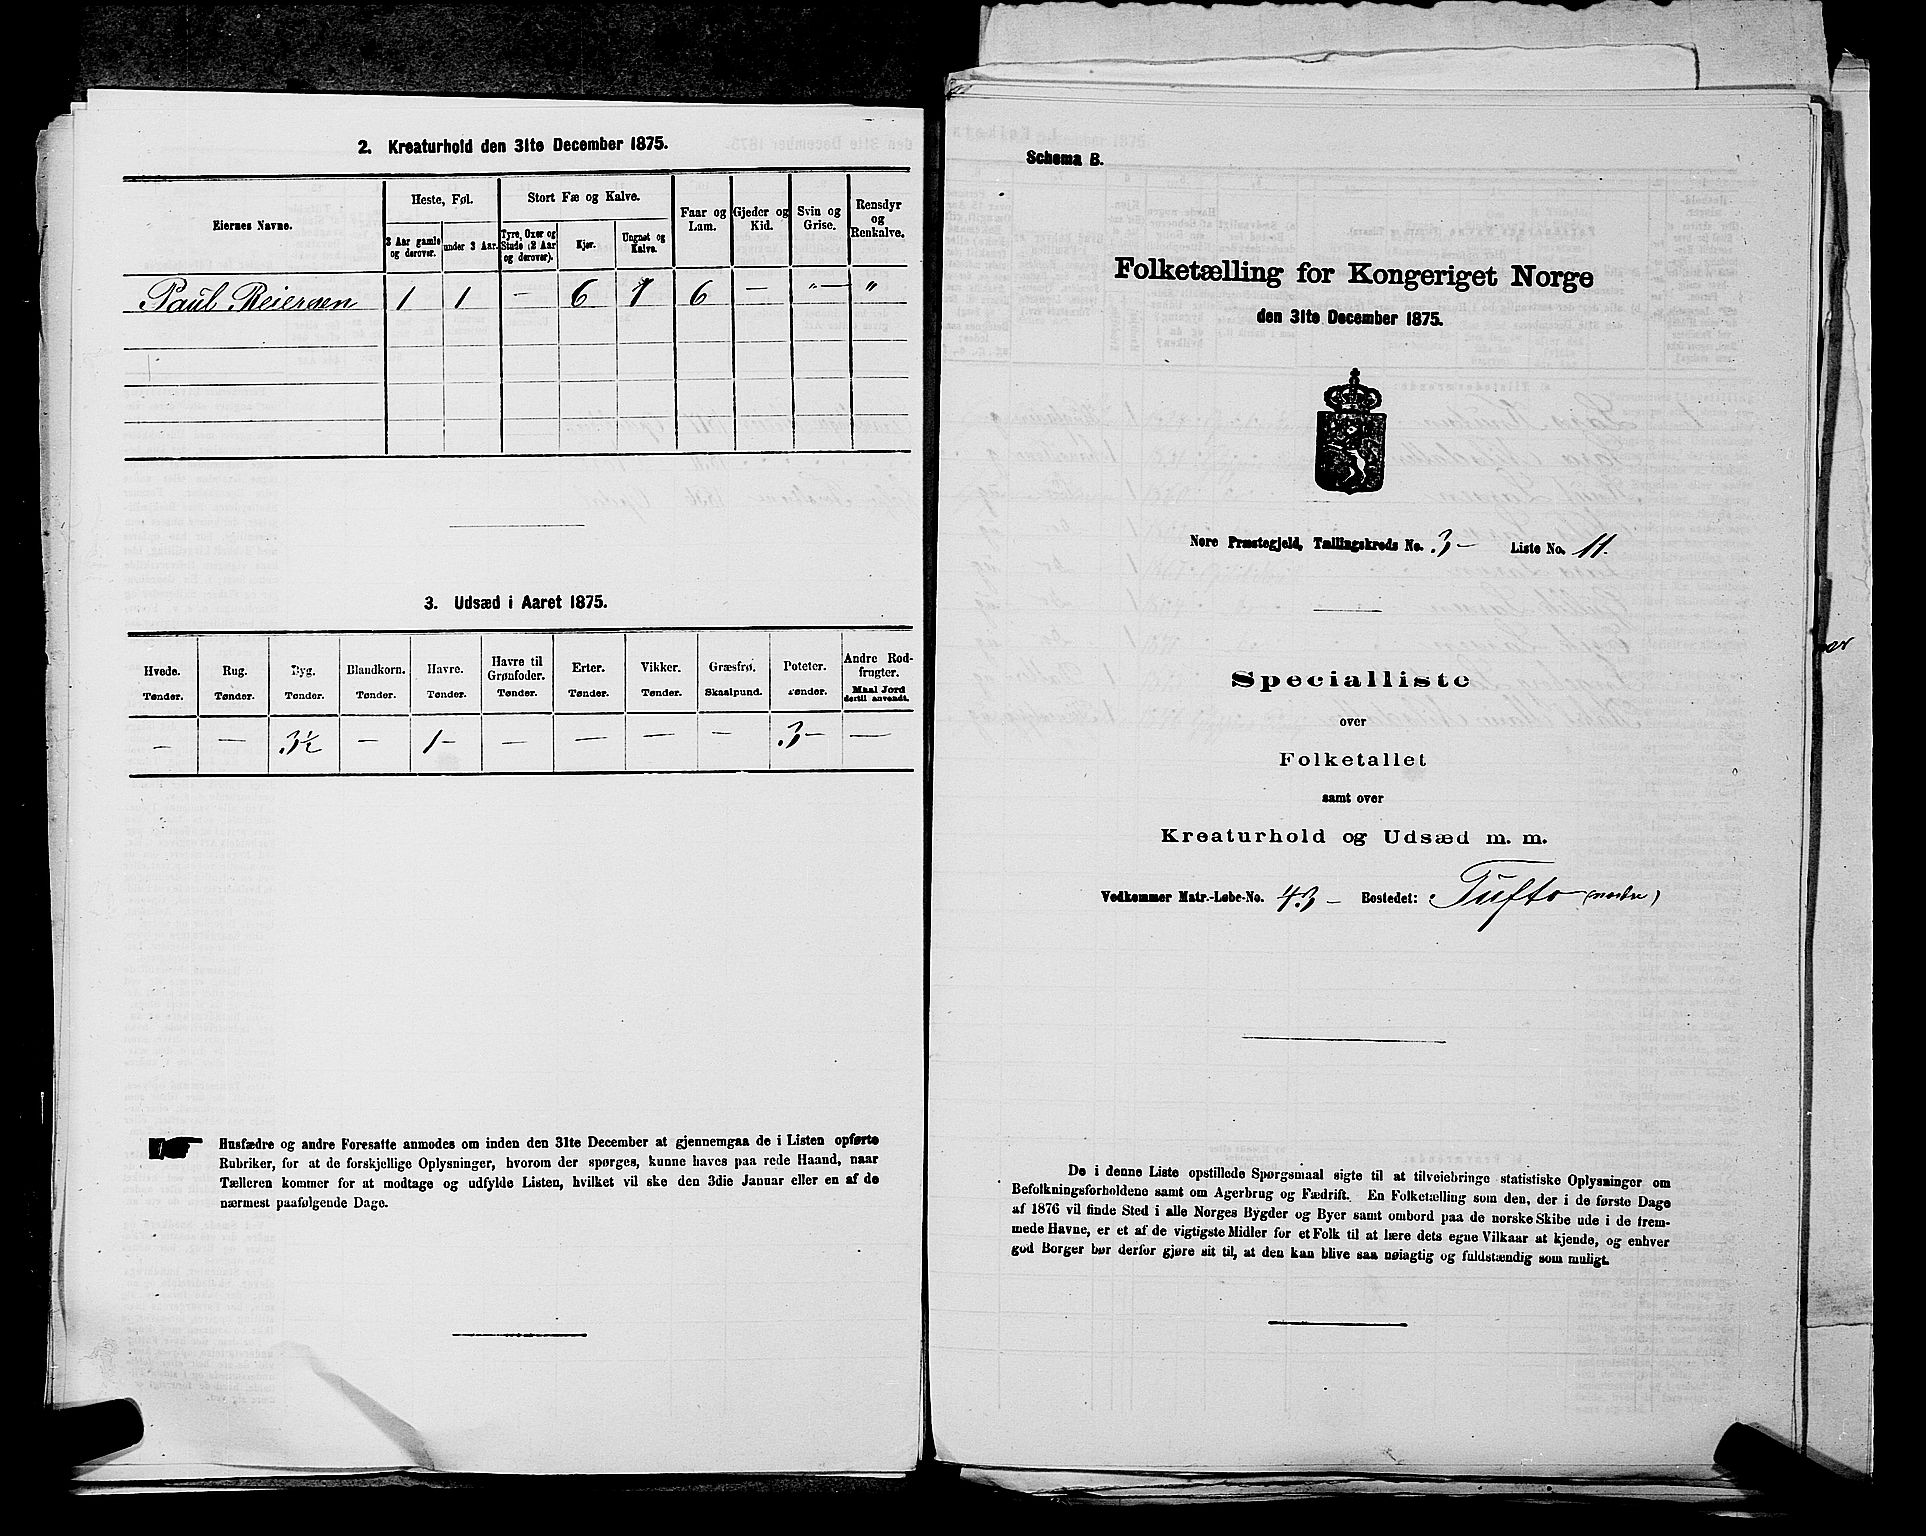 2. Kreaturhold den 31te December 1875.
Eiernes Navne.
Heste, Føl.
Stort Fæ og Kalve.
Faar og Lam.
Gjeder og Kid.
Svin og Grise.
Rensdyr og Renkalve.
3 Aar gamle og derover.
under 3 Aar.
Tyre, Oxer og Stude (2 Aar og derover).
Kjør.
Ungnøt og Kalve.
Paul Reiersen 1 1 — 6 1 6 — „ — „
3. Udsæd i Aaret 1875.
Hvede. Rug. Byg. Blandkorn. Havre. Havre til Grønfoder. Erter. Vikker. Græsfrø. Poteter. Andre Rodfrugter.
Tønder. Tønder. Tønder. Tønder. Tønder. Tønder. Tønder. Tønder. Skaalpund. Tønder. Maal Jord dertil anvendt.
— — 3½ — 1 — — — — — 3 — —
Husfædre og andre Foresatte anmodes om inden den 31te December at gjennemgaa de i Listen opførte
Rubriker, for at de forskjellige Oplysninger, hvorom der spørges, kunne haves paa rede Haand, naar
Tælleren kommer for at modtage og udfylde Listen, hvilket vil ske den 3die Januar eller en af de
nærmest paafølgende Dage.
Schema B.
Folketælling for Kongeriget Norge
den 31te December 1875.
Nore Præstegjeld, Tællingskreds No. 3 — Liste No. 11.
Specialliste
over
Folketallet
samt over
Kreaturhold og Udsæd m. m.
Vedkommer Matr.-Løbe-No. 43 — Bostedet: Tufto (nordre)
De i denne Liste opstillede Spørgsmaal sigte til at tilveiebringe statistiske Oplysninger om
Befolkningsforholdene samt om Agerbrug og Fædrift. En Folketælling som den, der i de første Dage
af 1876 vil finde Sted i alle Norges Bygder og Byer samt ombord paa de norske Skibe ude i de frem-
mede Havne, er et af de vigtigste Midler for et Folk til at lære dets egne Vilkaar at kjende, og enhver
god Borger bør derfor gjøre sit til, at den kan blive saa nøiagtig og fuldstændig som muligt.